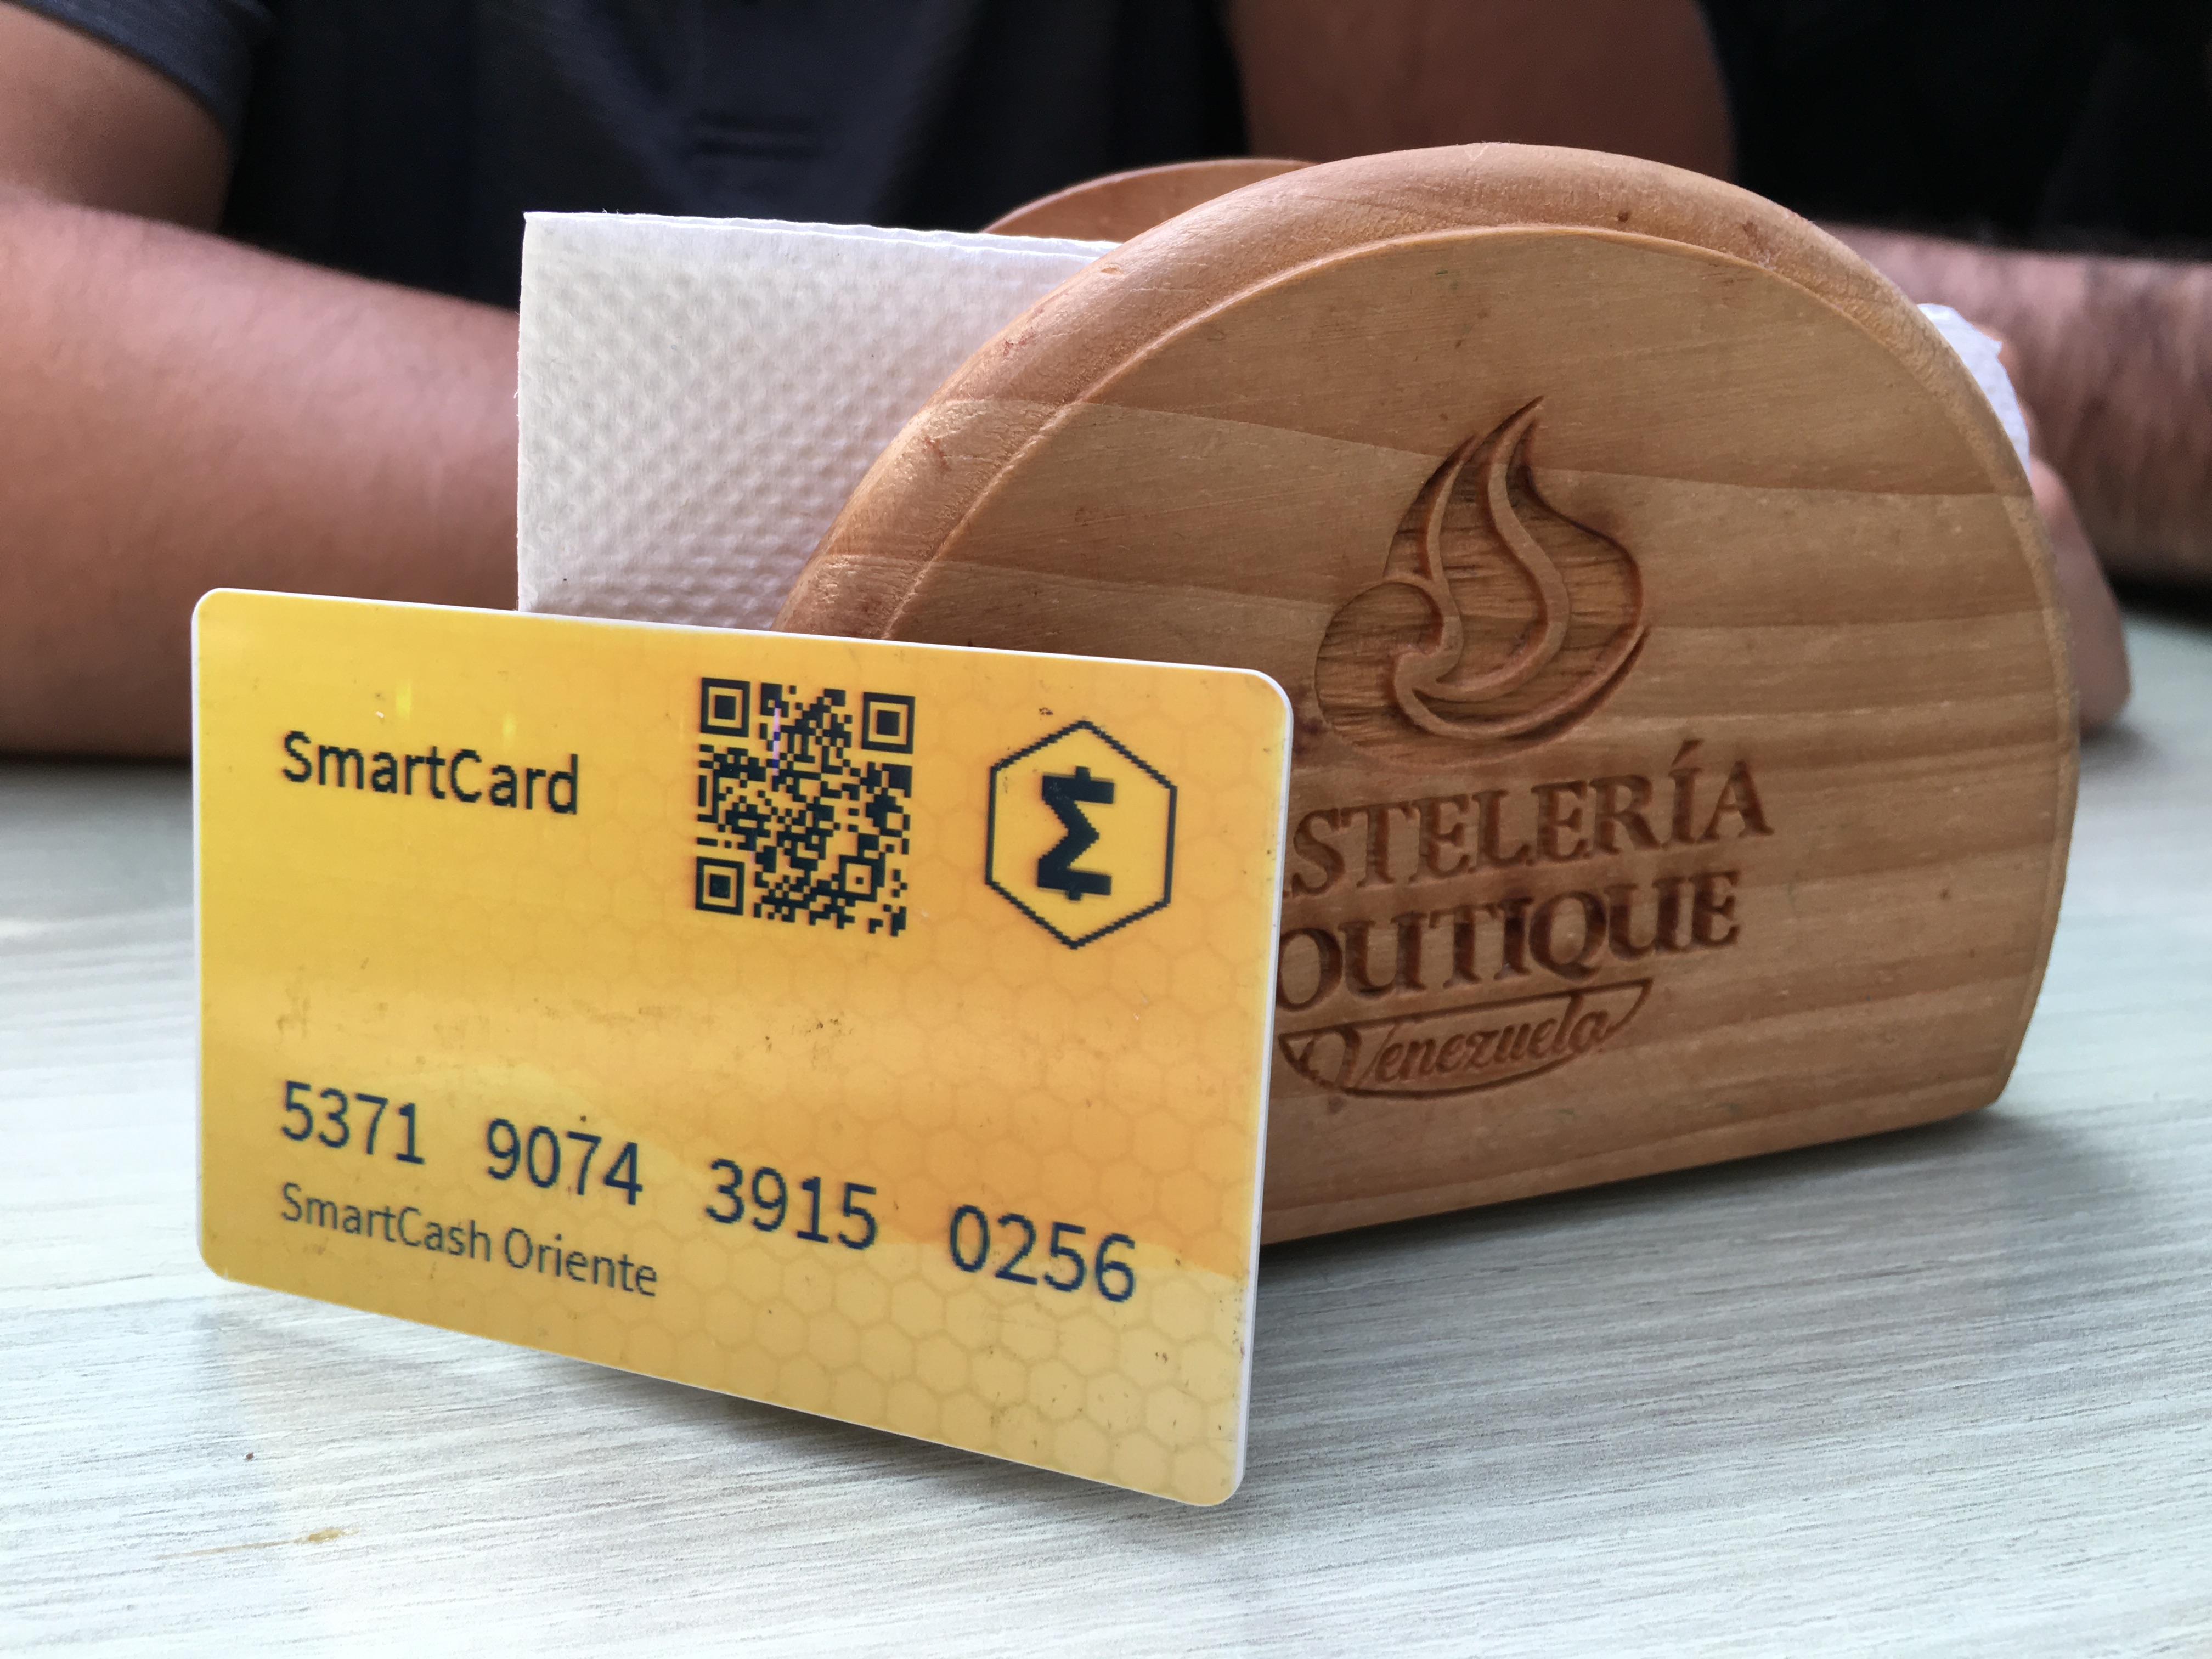 SmartCard
5371 9074 3915 0256
SmartCash Oriente
ASTELERÍA
OUTIQUE
Venezuela